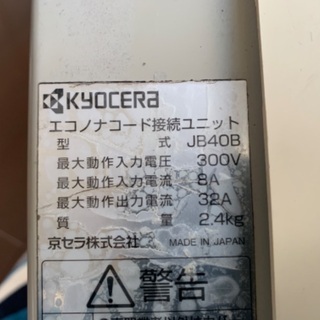 KYOCERA
エコノナコード接続ユニット
型 式 JB40B
最大動作入力電圧 300V
最大動作入力電流 8A
最大動作出力電流 32A
質 量 2.4kg
京セラ株式会社 MADE IN JAPAN
警告